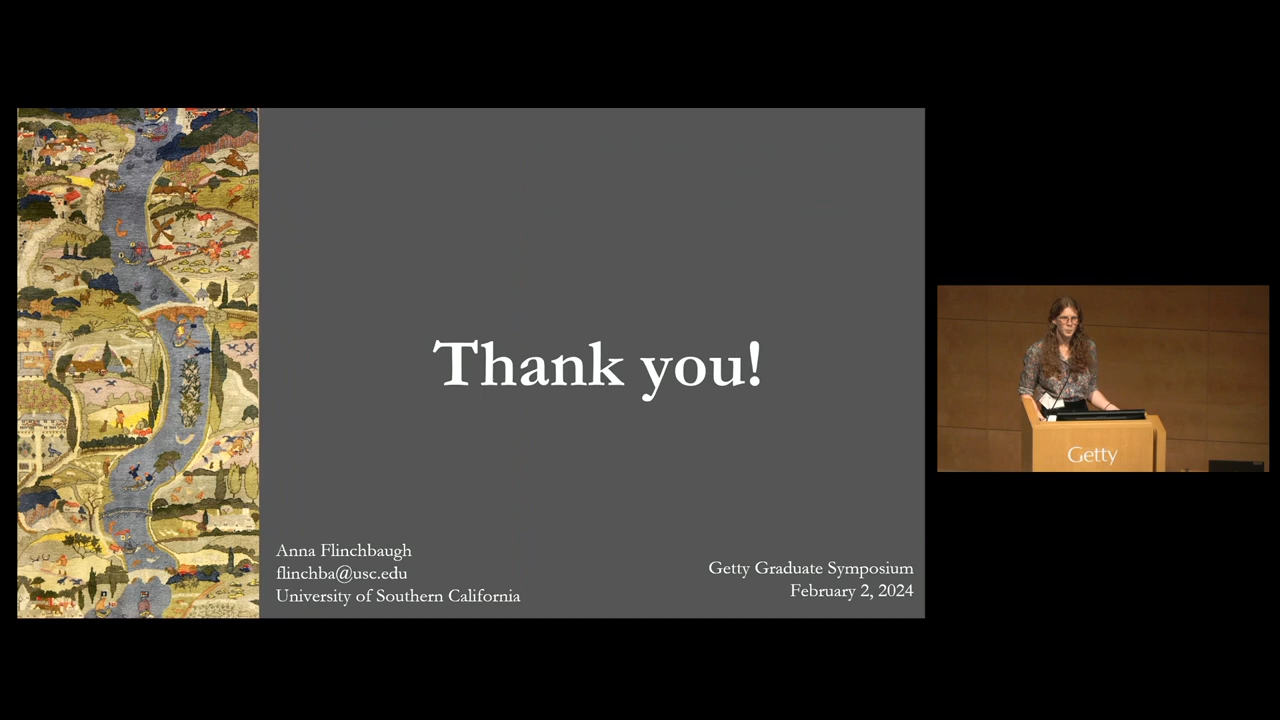 Thank you!
Anna Flinchbaugh
flinchba@usc.edu
University of Southern California
Getty Graduate Symposium
February 2, 2024
Getty